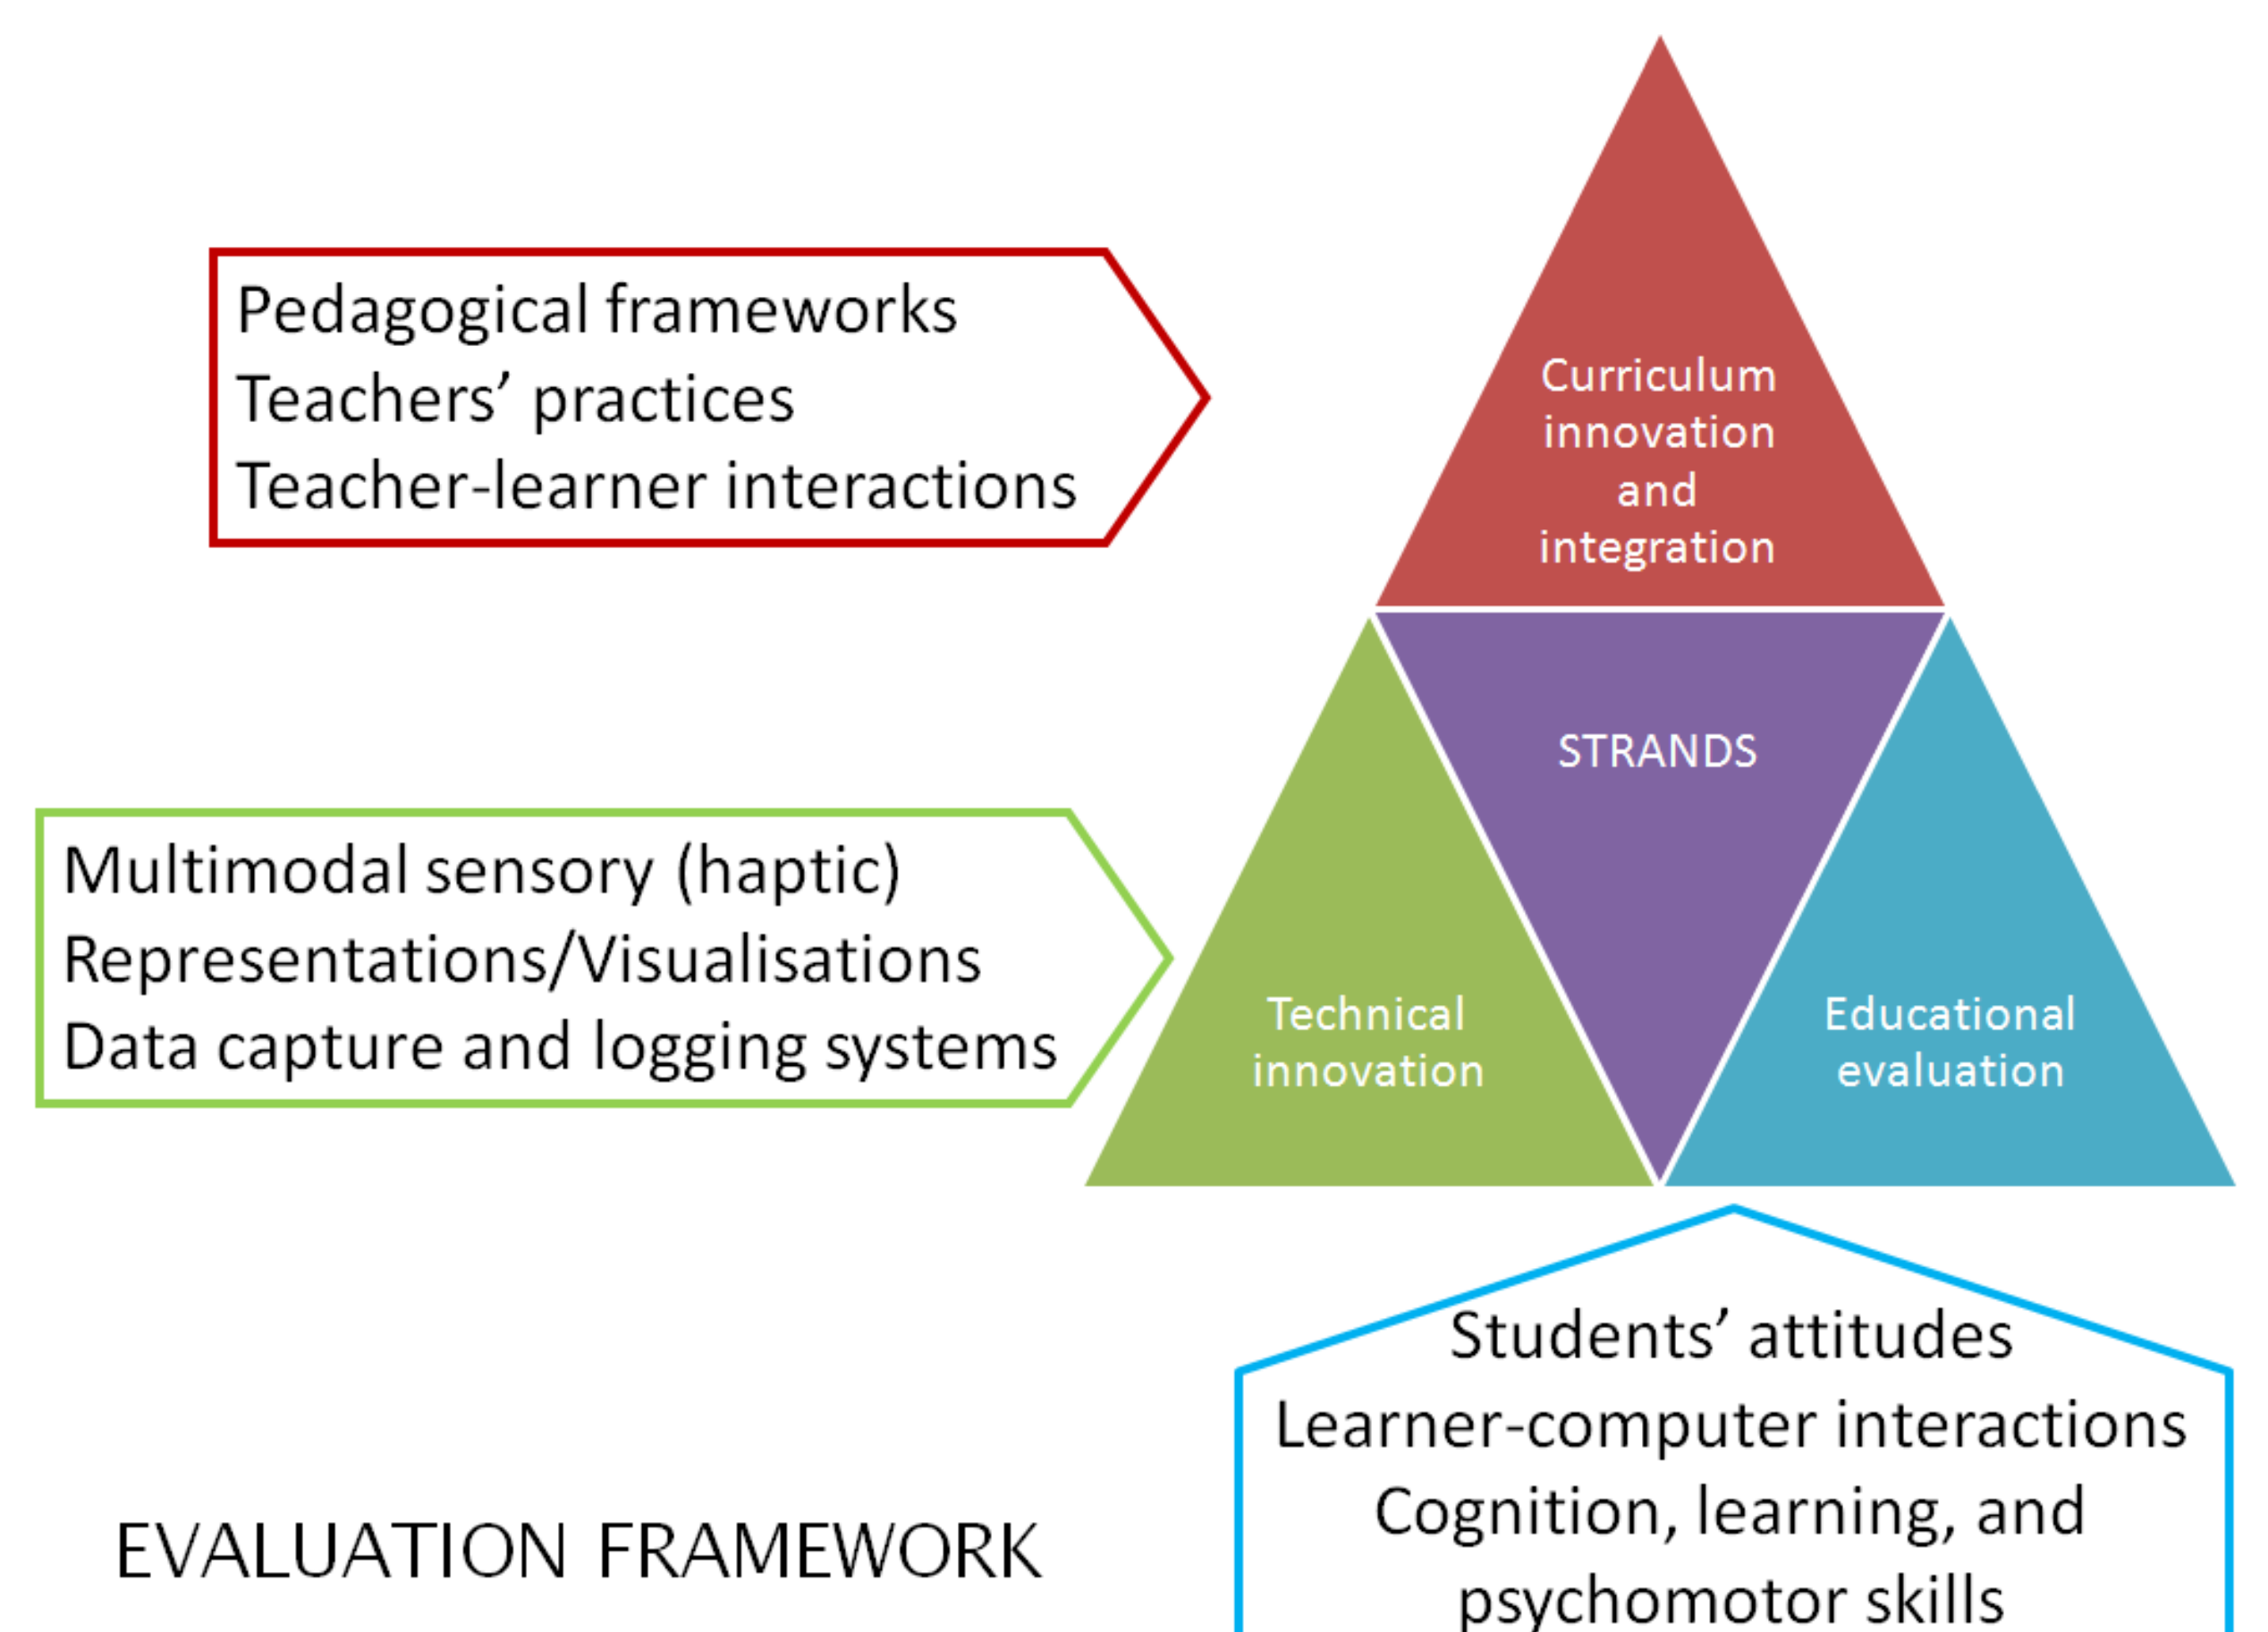 Pedagogical frameworks
Teachers’ practices
Teacher-learner interactions
Curriculum
innovation
and
integration
STRANDS
Multimodal sensory (haptic)
Representations/Visualisations
Data capture and logging systems
Technical
innovation
Educational
evaluation
Students’ attitudes
Learner-computer interactions
Cognition, learning, and
psychomotor skills
EVALUATION FRAMEWORK